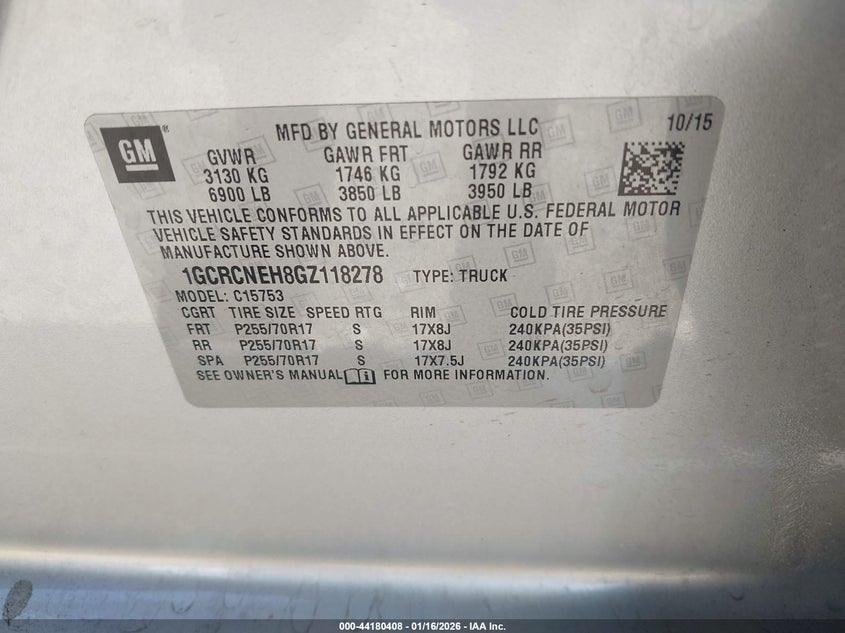 GM ®
MFD BY GENERAL MOTORS LLC 10/15
GVWR GAWR FRT GAWR RR
3130 KG 1746 KG 1792 KG
6900 LB 3850 LB 3950 LB
THIS VEHICLE CONFORMS TO ALL APPLICABLE U.S. FEDERAL MOTOR
VEHICLE SAFETY STANDARDS IN EFFECT ON THE DATE OF
MANUFACTURE SHOWN ABOVE.
1GCRCNEH8GZ118278 TYPE: TRUCK
MODEL: C15753
CGRT TIRE SIZE SPEED RTG RIM COLD TIRE PRESSURE
FRT P255/70R17 S 17X8J 240KPA(35PSI)
RR P255/70R17 S 17X8J 240KPA(35PSI)
SPA P255/70R17 S 17X7.5J 240KPA(35PSI)
SEE OWNER'S MANUAL FOR MORE INFORMATION.
000-44180408 - 01/16/2026 - IAA Inc.